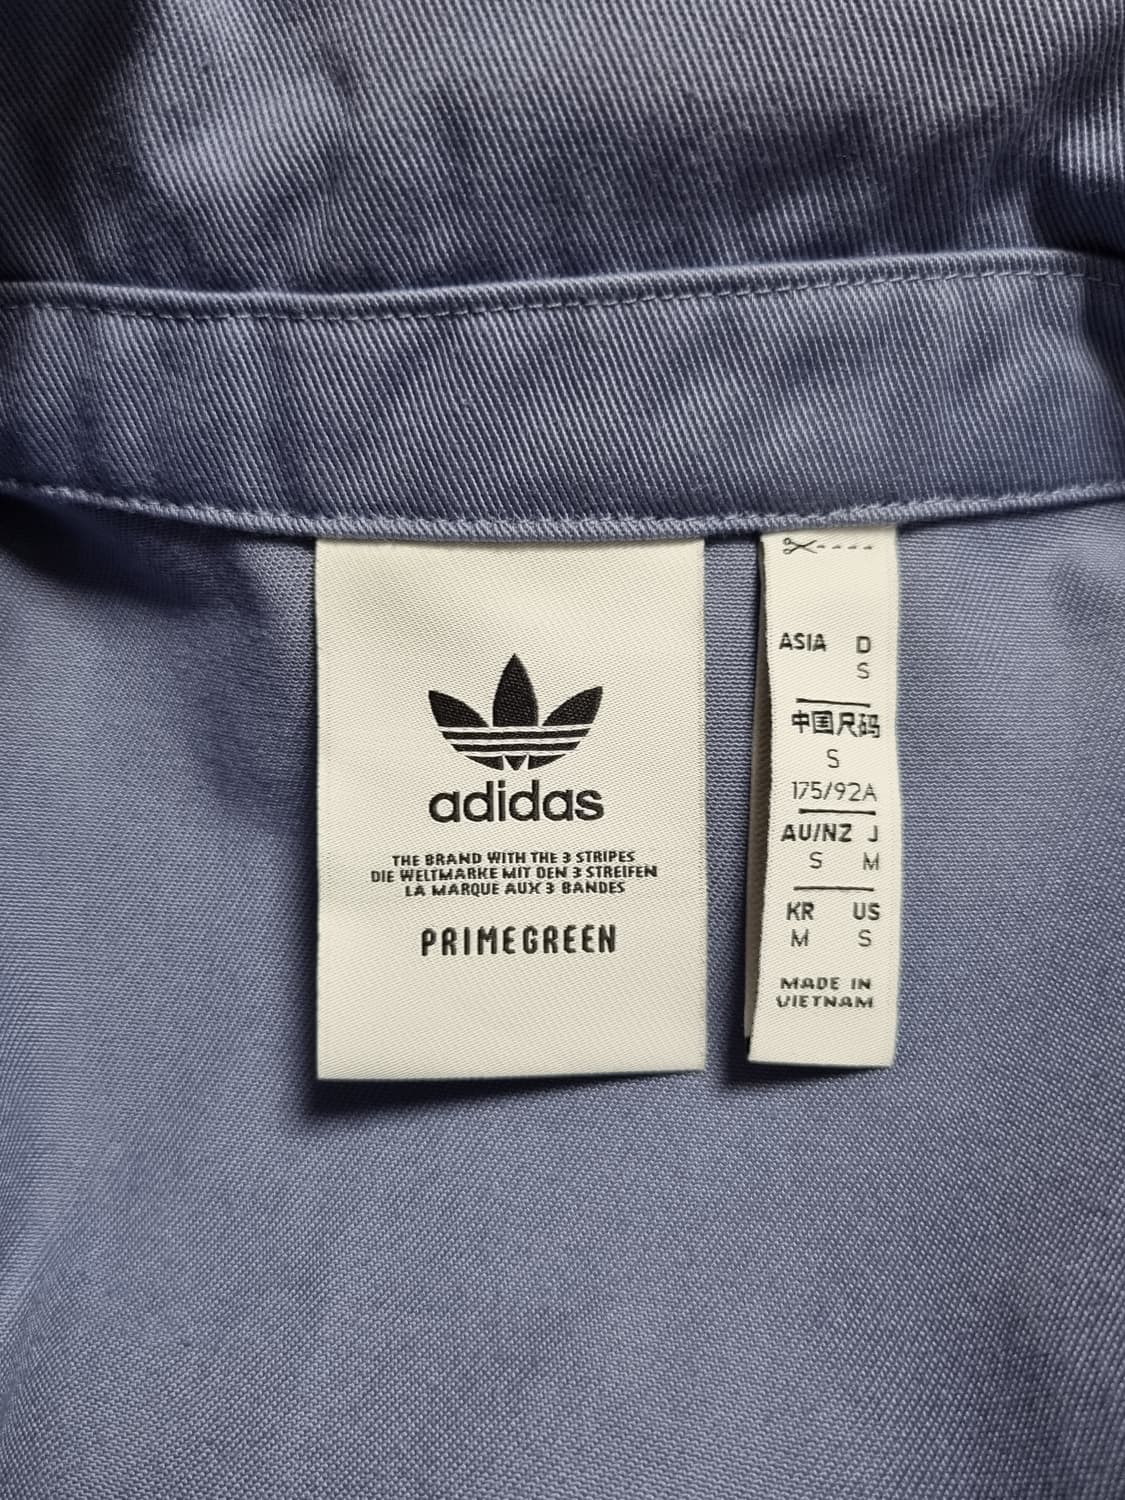 adidas
THE BRAND WITH THE 3 STRIPES
DIE WELTMARKE MIT DEN 3 STREIFEN
LA MARQUE AUX 3 BANDES
PRIMEGREEN
ASIA D
S
中国尺码
S
175/92A
AU/NZ J
S M
KR US
M S
MADE IN
VIETNAM